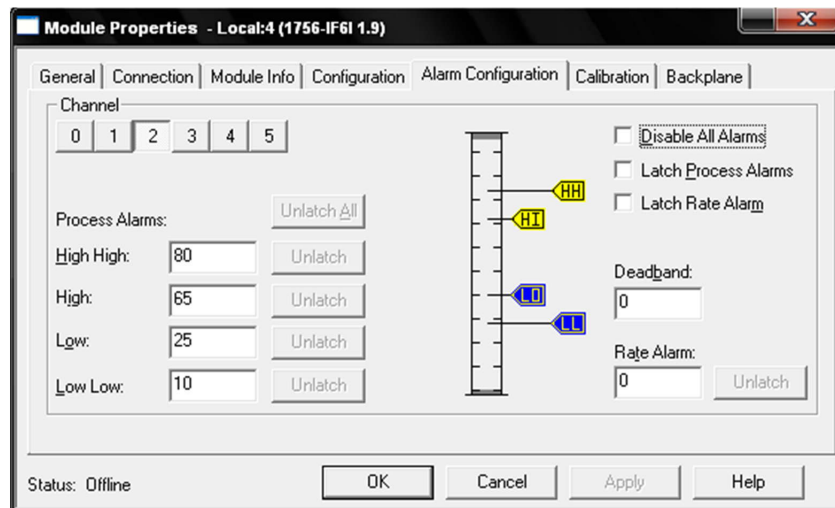 Module Properties - Local:4 (1756-IF6I 1.9)
General Connection Module Info Configuration Alarm Configuration Calibration Backplane
Channel
0 1 2 3 4 5
Disable All Alarms
Latch Process Alarms
Latch Rate Alarm
HH
HI
LO
LL
Process Alarms:
Unlatch All
High High: 80 Unlatch
High: 65 Unlatch
Low: 25 Unlatch
Low Low: 10 Unlatch
Deadband:
0
Rate Alarm:
0 Unlatch
Status: Offline
OK Cancel Apply Help